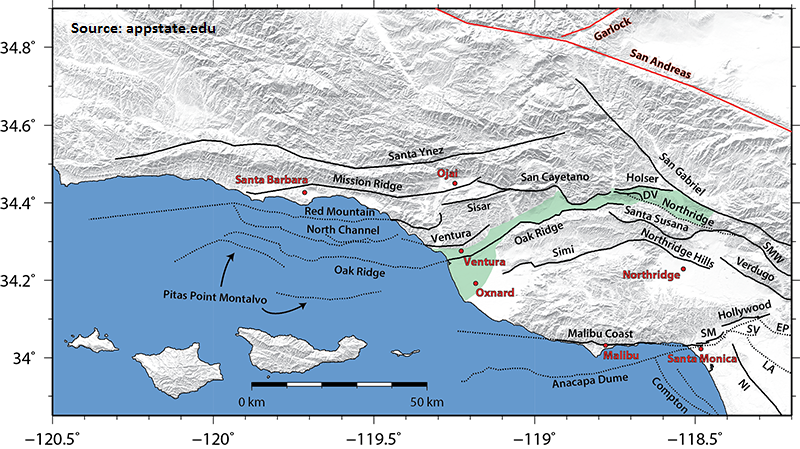 Source: appstate.edu
Garlock
San Andreas
34.8°
34.6°
Santa Ynez
San Gabriel
Ojai
Santa Barbara
Mission Ridge
San Cayetano
Holser
DV
Northridge
34.4°
Red Mountain
Sisar
Santa Susana
North Channel
Ventura
Oak Ridge
Simi
Northridge Hills
SMW
Ventura
Oak Ridge
Verdugo
34.2°
Northridge
Pitas Point Montalvo
Oxnard
Hollywood
Malibu Coast
SM
SV
EP
34°
Malibu
Santa Monica
LA
Anacapa Dume
NI
Compton
0 km
50 km
−120.5°
−120°
−119.5°
−119°
−118.5°